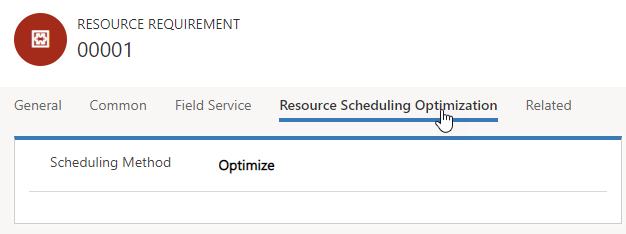 RESOURCE REQUIREMENT
00001
General Common Field Service Resource Scheduling Optimization Related
Scheduling Method Optimize